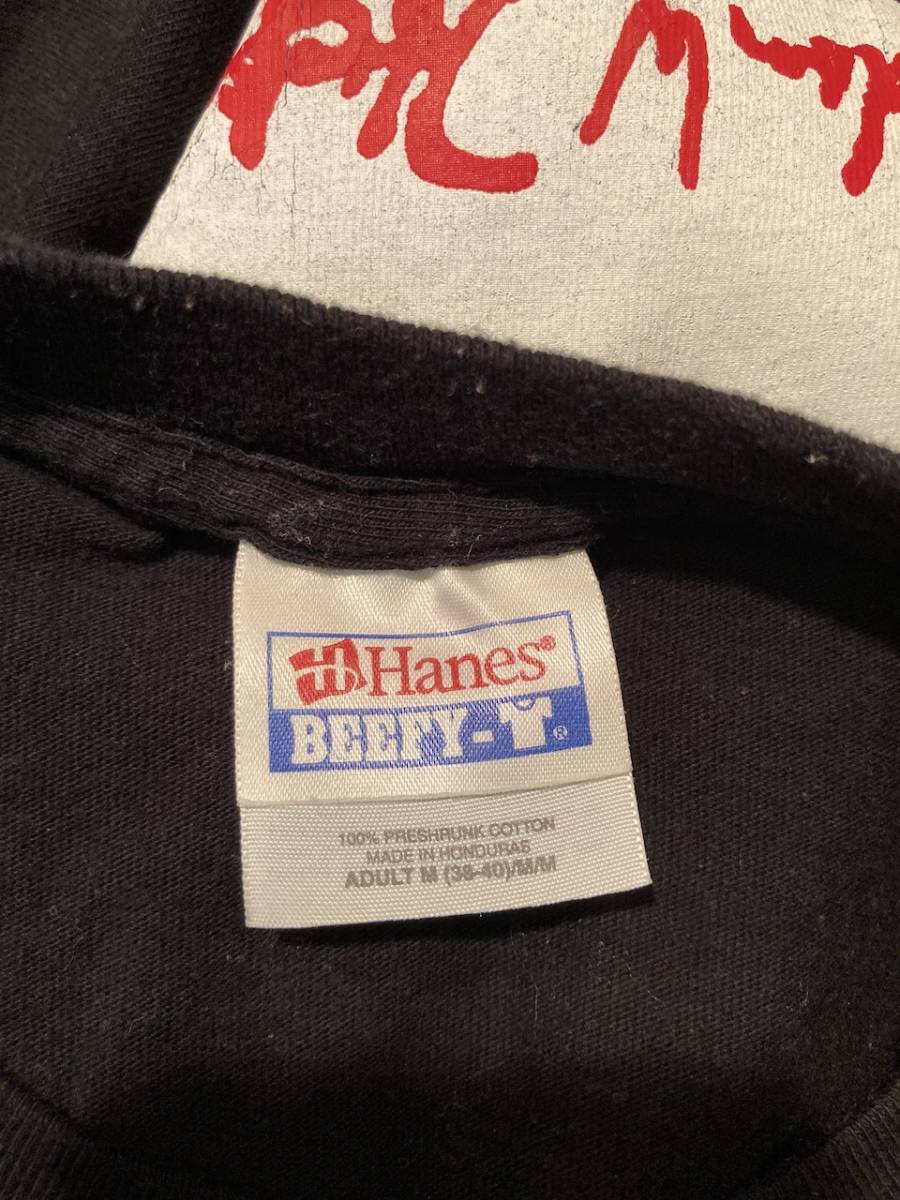 Hanes®
BEEFY-T®
100% PRESHRUNK COTTON
MADE IN HONDURAS
ADULT M (38-40)/M/M